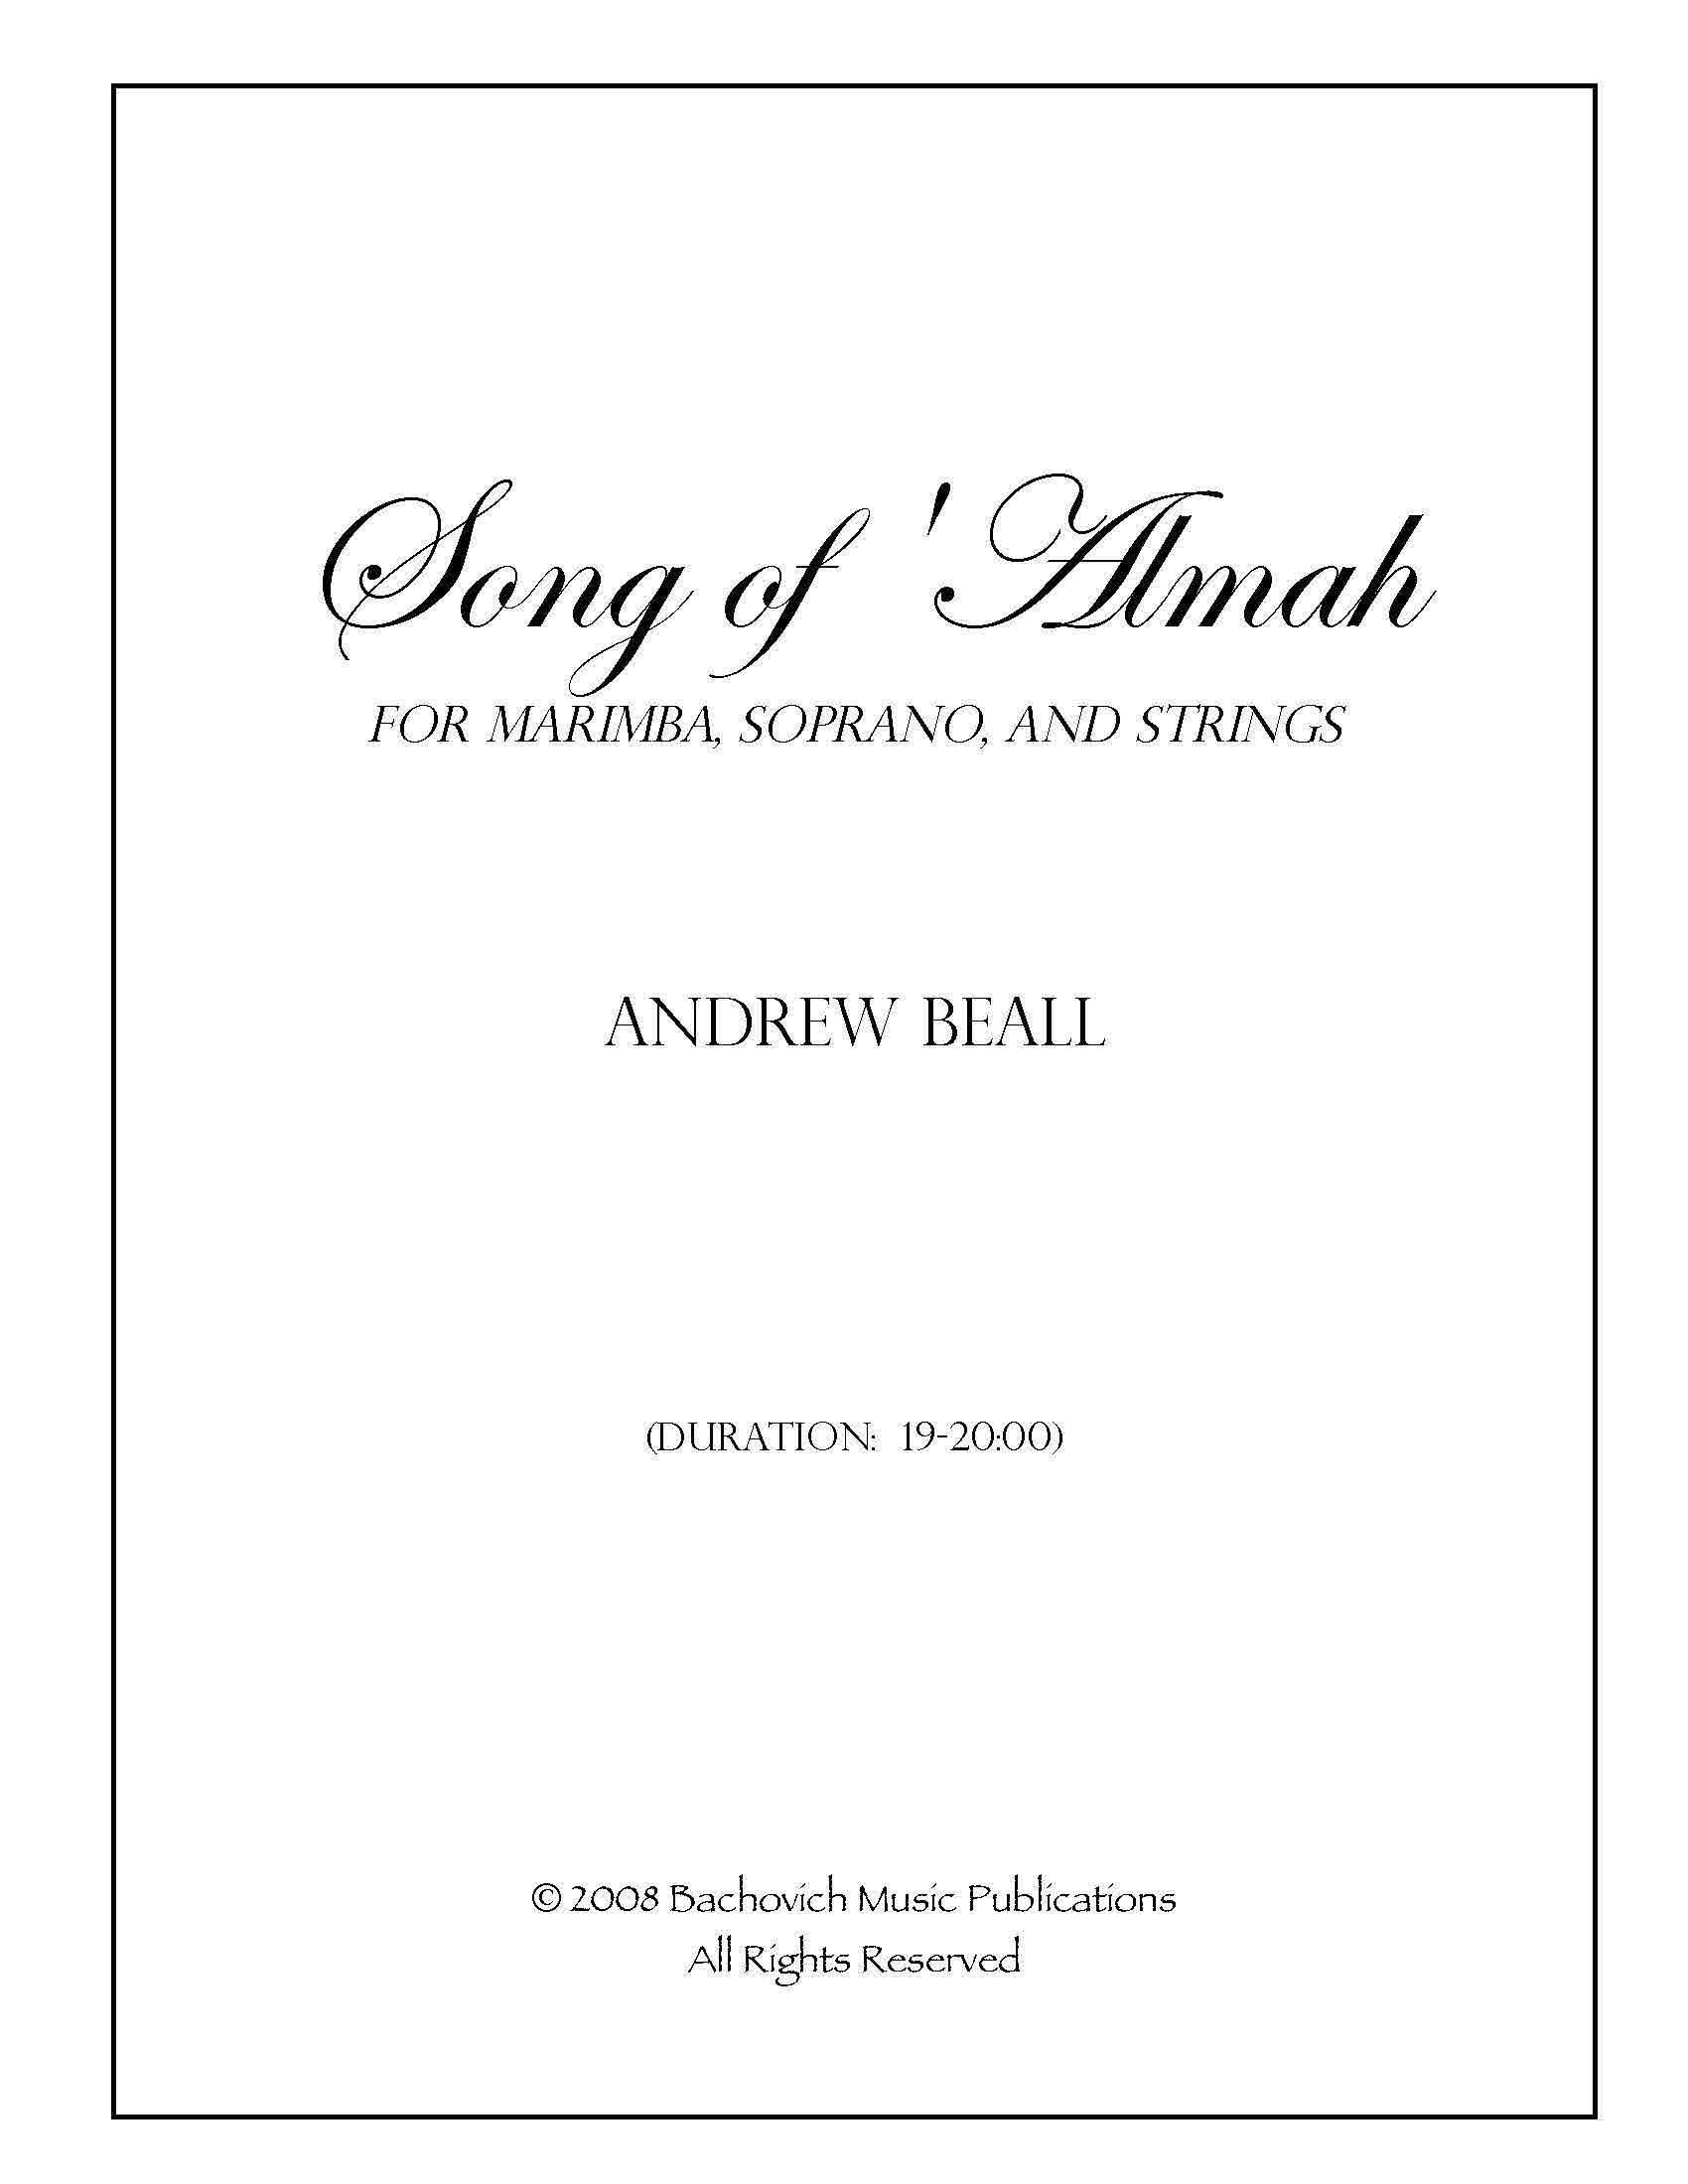 Song of 'Almah
FOR MARIMBA, SOPRANO, AND STRINGS
ANDREW BEALL
(DURATION: 19-20:00)
© 2008 Bachovich Music Publications
All Rights Reserved